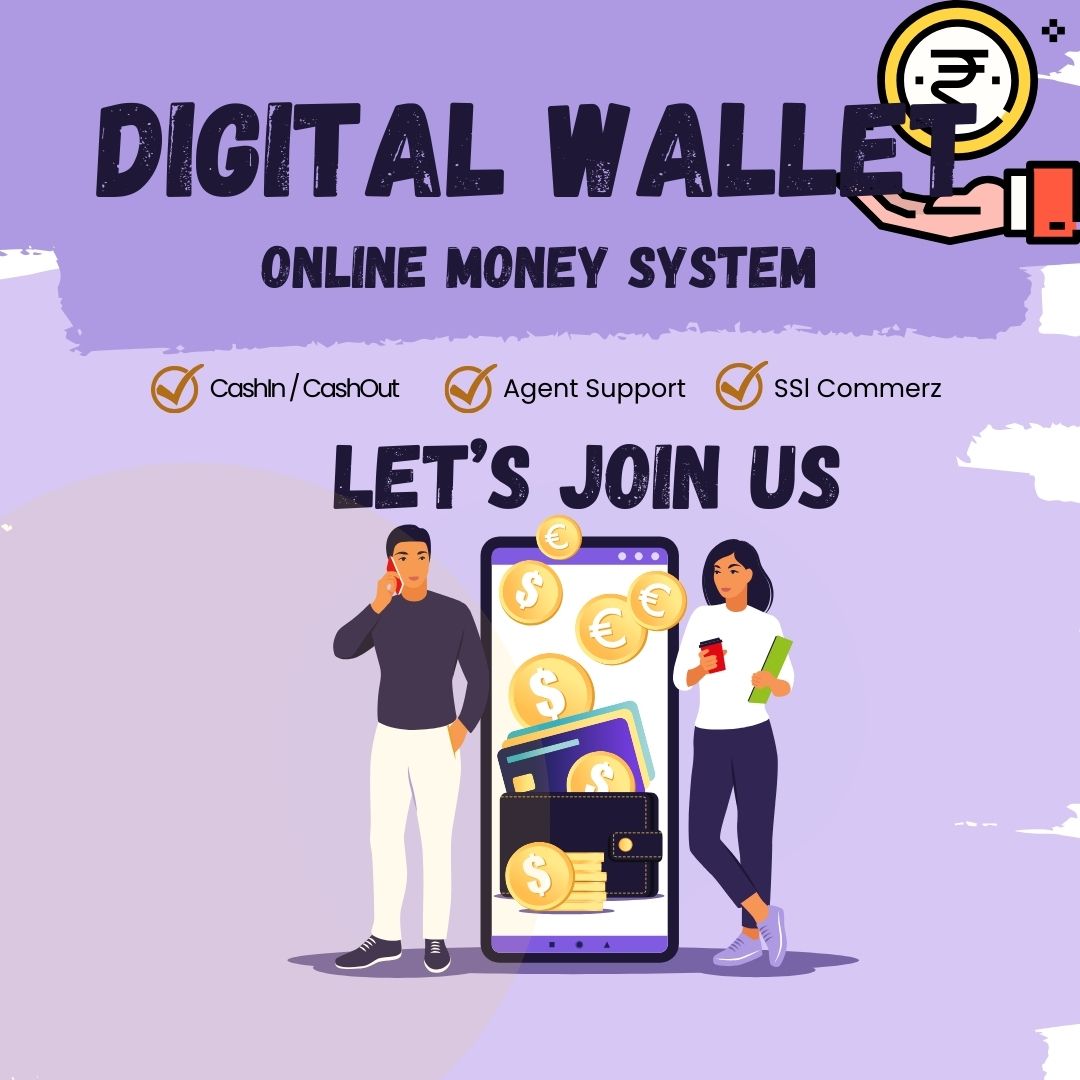 DIGITAL WALLET
ONLINE MONEY SYSTEM
CashIn / CashOut Agent Support SSl Commerz
LET'S JOIN US